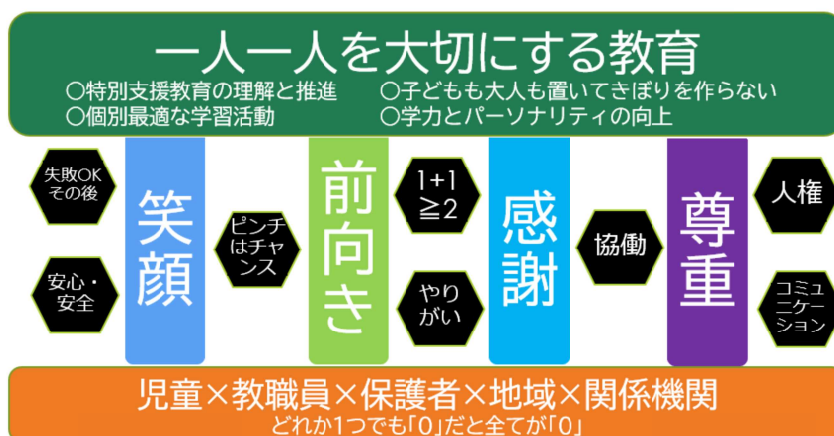 一人一人を大切にする教育
○特別支援教育の理解と推進 ○子どもも大人も置いてきぼりを作らない
○個別最適な学習活動 ○学力とパーソナリティの向上
失敗OK
その後
安心・
安全
笑顔
ピンチ
はチャ
ンス
前向き
1+1
≧2
やり
がい
感謝
協働
尊重
人権
コミュ
ニケー
ション
児童×教職員×保護者×地域×関係機関
どれか1つでも「0」だと全てが「0」